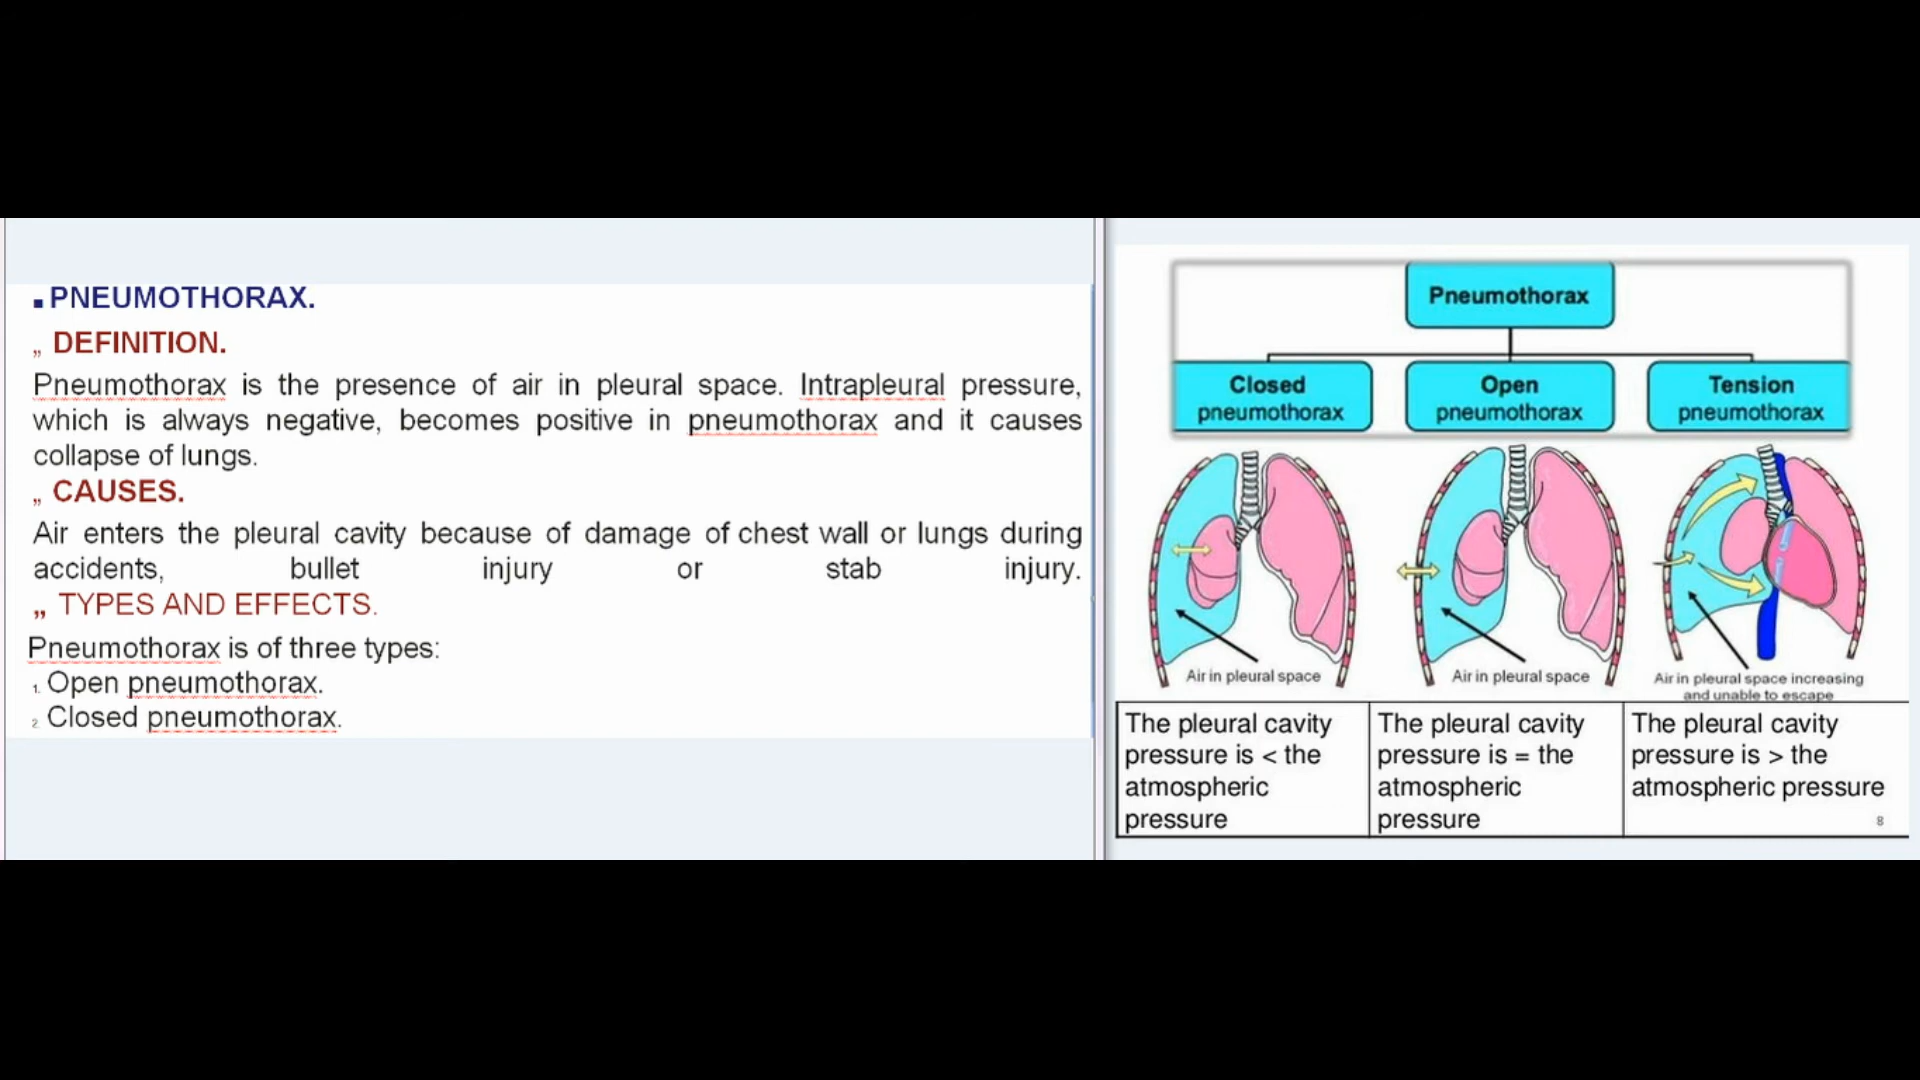 ▪ PNEUMOTHORAX.
„ DEFINITION.
Pneumothorax is the presence of air in pleural space. Intrapleural pressure,
which is always negative, becomes positive in pneumothorax and it causes
collapse of lungs.
„ CAUSES.
Air enters the pleural cavity because of damage of chest wall or lungs during
accidents, bullet injury or stab injury.
„ TYPES AND EFFECTS.
Pneumothorax is of three types:
1. Open pneumothorax.
2. Closed pneumothorax.
Pneumothorax
Closed
pneumothorax
Open
pneumothorax
Tension
pneumothorax
Air in pleural space
Air in pleural space
Air in pleural space increasing
and unable to escape
The pleural cavity
pressure is < the
atmospheric
pressure
The pleural cavity
pressure is = the
atmospheric
pressure
The pleural cavity
pressure is > the
atmospheric pressure
8